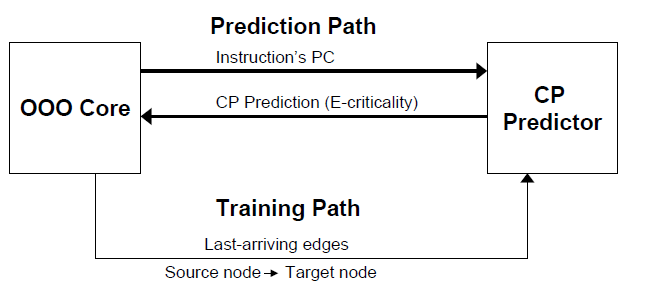 Prediction Path
Instruction's PC
OOO Core
CP Prediction (E-criticality)
CP
Predictor
Training Path
Last-arriving edges
Source node → Target node